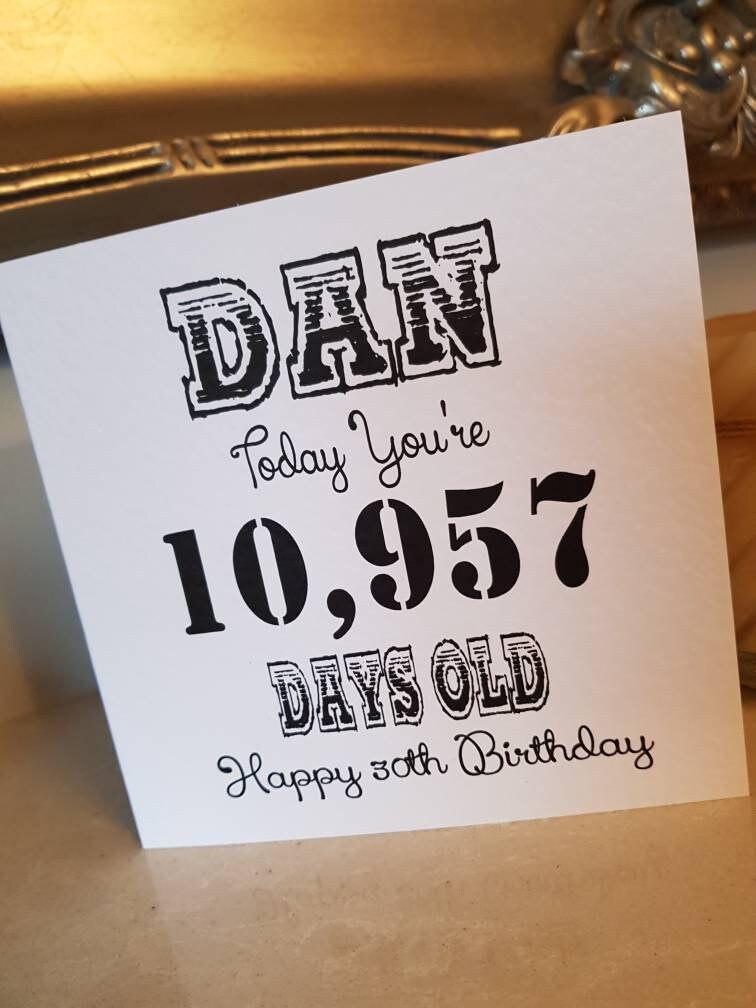 DAN
Today You're
10,957
DAYS OLD
Happy 30th Birthday